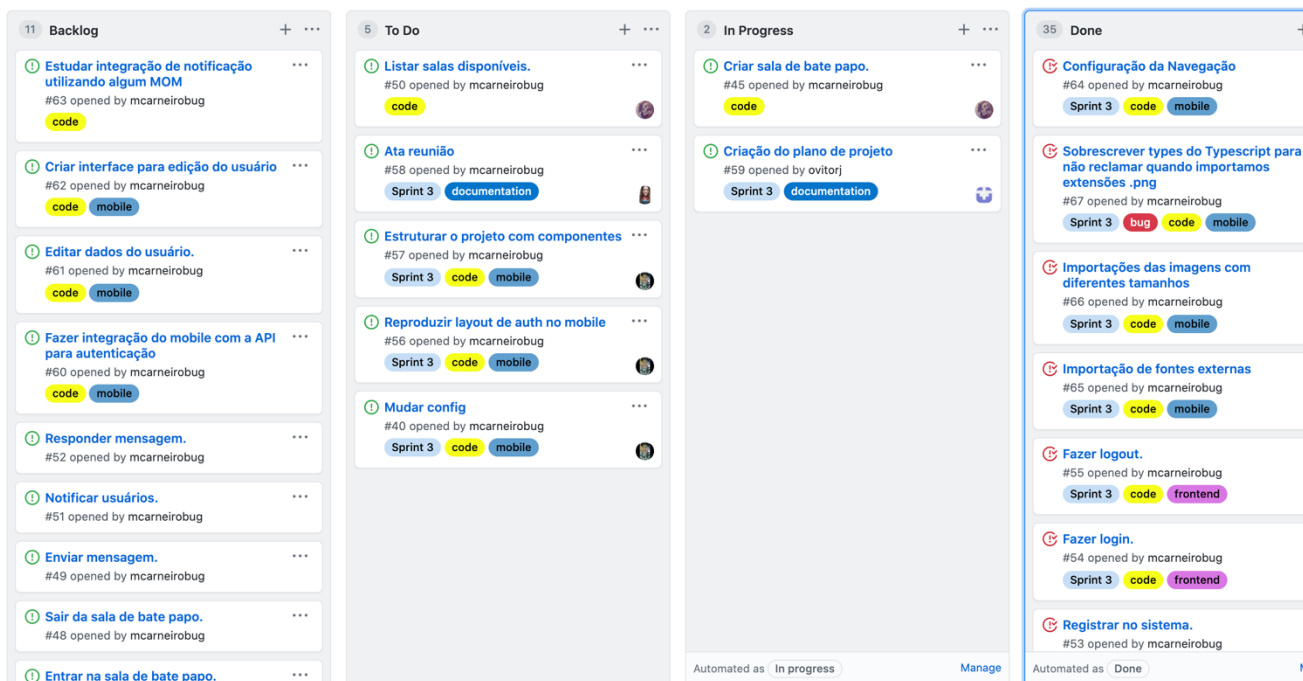 11 Backlog
Estudar integração de notificação
utilizando algum MOM
#63 opened by mcarneirobug
code
Criar interface para edição do usuário
#62 opened by mcarneirobug
code mobile
Editar dados do usuário.
#61 opened by mcarneirobug
code mobile
Fazer integração do mobile com a API
para autenticação
#60 opened by mcarneirobug
code mobile
Responder mensagem.
#52 opened by mcarneirobug
Notificar usuários.
#51 opened by mcarneirobug
Enviar mensagem.
#49 opened by mcarneirobug
Sair da sala de bate papo.
#48 opened by mcarneirobug
Entrar na sala de bate papo.
5 To Do
Listar salas disponíveis.
#50 opened by mcarneirobug
code
Ata reunião
#58 opened by mcarneirobug
Sprint 3 documentation
Estruturar o projeto com componentes
#57 opened by mcarneirobug
Sprint 3 code mobile
Reproduzir layout de auth no mobile
#56 opened by mcarneirobug
Sprint 3 code mobile
Mudar config
#40 opened by mcarneirobug
Sprint 3 code mobile
2 In Progress
Criar sala de bate papo.
#45 opened by mcarneirobug
code
Criação do plano de projeto
#59 opened by ovitorj
Sprint 3 documentation
Automated as In progress Manage
35 Done
Configuração da Navegação
#64 opened by mcarneirobug
Sprint 3 code mobile
Sobrescrever types do Typescript para
não reclamar quando importamos
extensões .png
#67 opened by mcarneirobug
Sprint 3 bug code mobile
Importações das imagens com
diferentes tamanhos
#66 opened by mcarneirobug
Sprint 3 code mobile
Importação de fontes externas
#65 opened by mcarneirobug
Sprint 3 code mobile
Fazer logout.
#55 opened by mcarneirobug
Sprint 3 code frontend
Fazer login.
#54 opened by mcarneirobug
Sprint 3 code frontend
Registrar no sistema.
#53 opened by mcarneirobug
Automated as Done